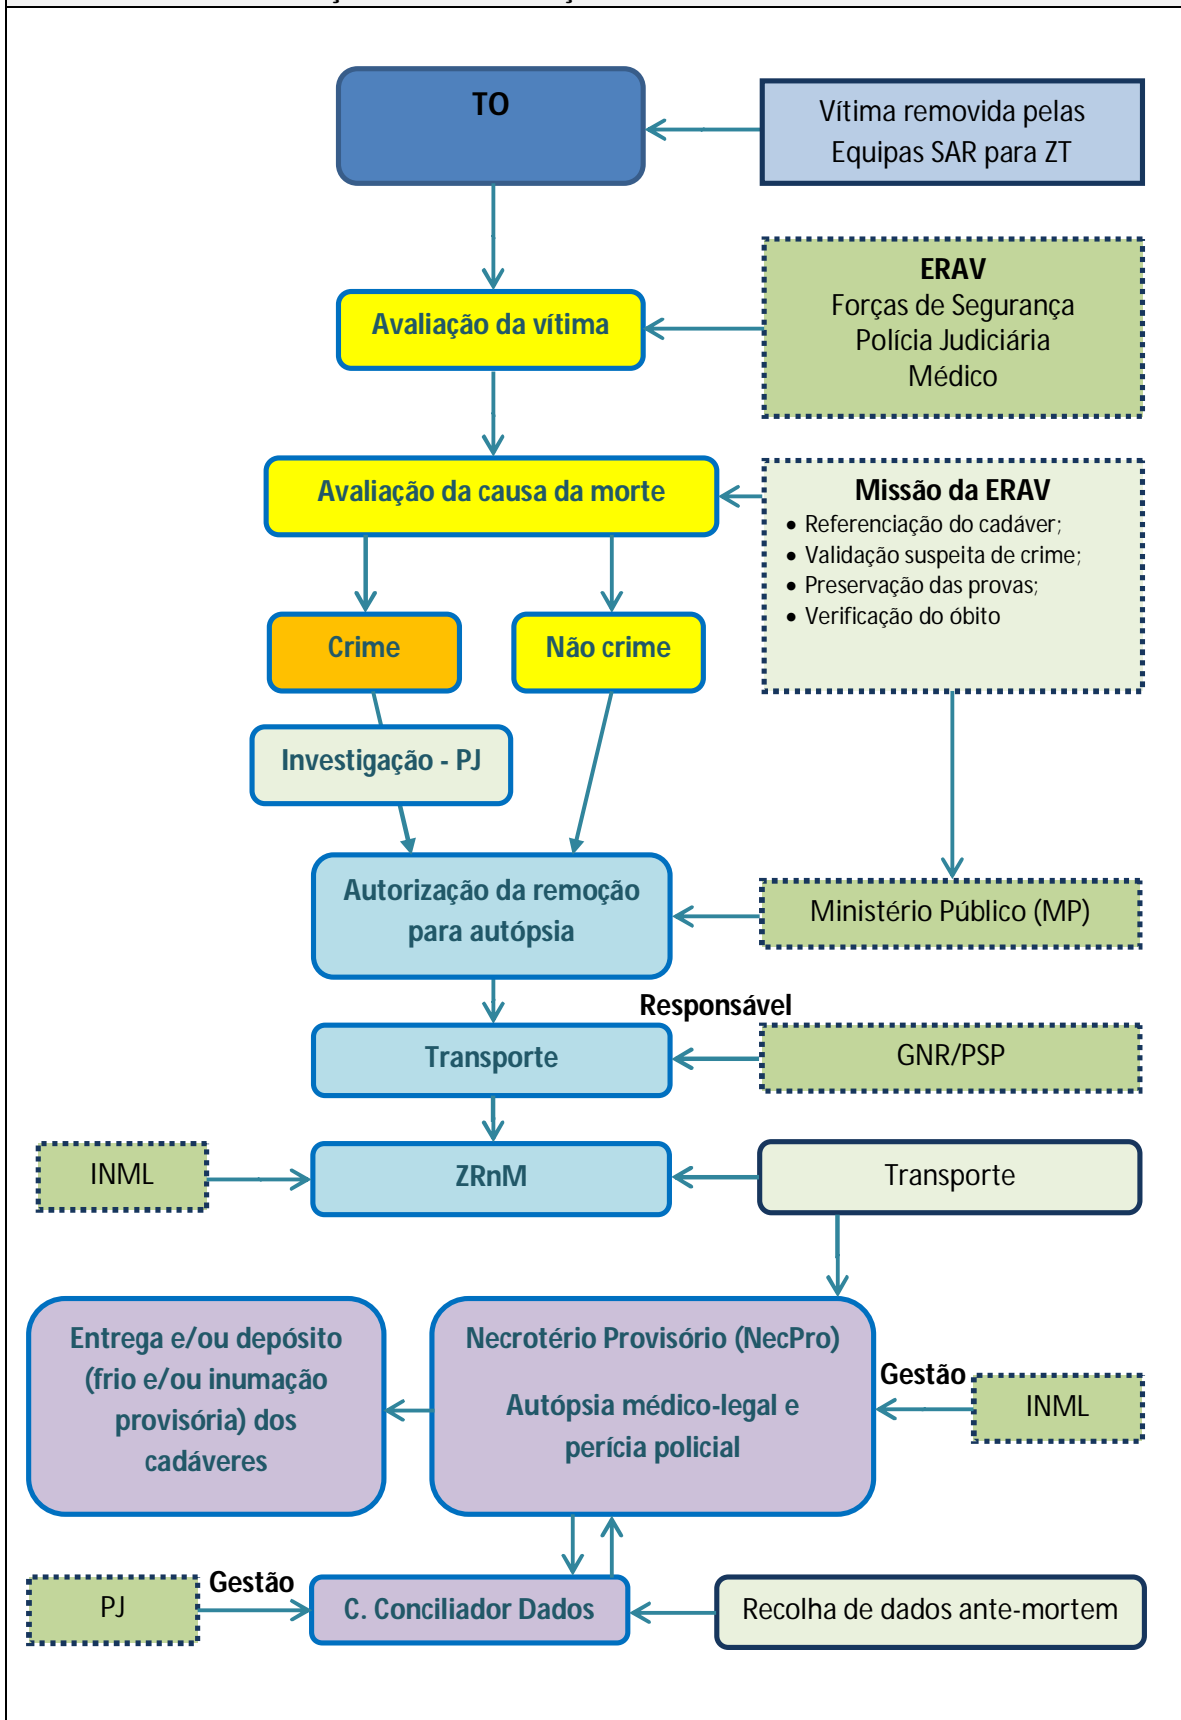 TO
Vítima removida pelas
Equipas SAR para ZT
ERAV
Forças de Segurança
Polícia Judiciária
Médico
Avaliação da vítima
Avaliação da causa da morte
Missão da ERAV
• Referenciação do cadáver;
• Validação suspeita de crime;
• Preservação das provas;
• Verificação do óbito
Crime
Não crime
Investigação - PJ
Autorização da remoção
para autópsia
Ministério Público (MP)
Responsável
Transporte
GNR/PSP
INML
ZRnM
Transporte
Entrega e/ou depósito
(frio e/ou inumação
provisória) dos
cadáveres
Necrotério Provisório (NecPro)
Autópsia médico-legal e
perícia policial
Gestão
INML
PJ
Gestão
C. Conciliador Dados
Recolha de dados ante-mortem